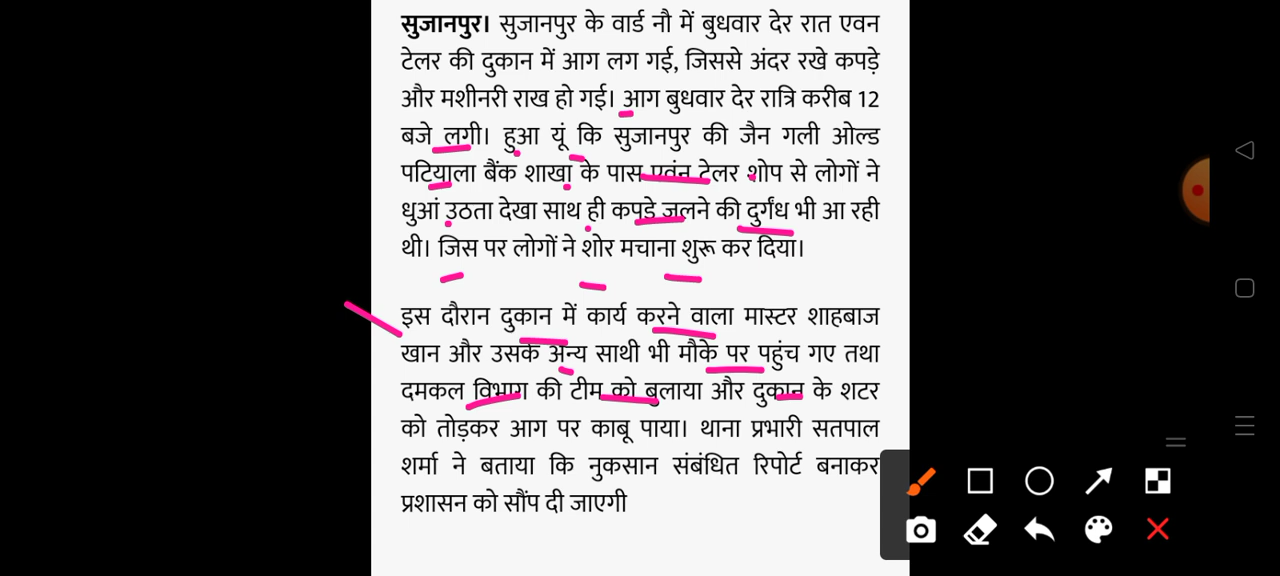 सुजानपुर। सुजानपुर के वार्ड नौ में बुधवार देर रात एवन
टेलर की दुकान में आग लग गई, जिससे अंदर रखे कपड़े
और मशीनरी राख हो गई। आग बुधवार देर रात्रि करीब 12
बजे लगी। हुआ यूं कि सुजानपुर की जैन गली ओल्ड
पटियाला बैंक शाखा के पास एवंन टेलर शोप से लोगों ने
धुआं उठता देखा साथ ही कपड़े जलने की दुर्गंध भी आ रही
थी। जिस पर लोगों ने शोर मचाना शुरू कर दिया।
इस दौरान दुकान में कार्य करने वाला मास्टर शाहबाज
खान और उसके अन्य साथी भी मौके पर पहुंच गए तथा
दमकल विभाग की टीम को बुलाया और दुकान के शटर
को तोड़कर आग पर काबू पाया। थाना प्रभारी सतपाल
शर्मा ने बताया कि नुकसान संबंधित रिपोर्ट बनाकर
प्रशासन को सौंप दी जाएगी